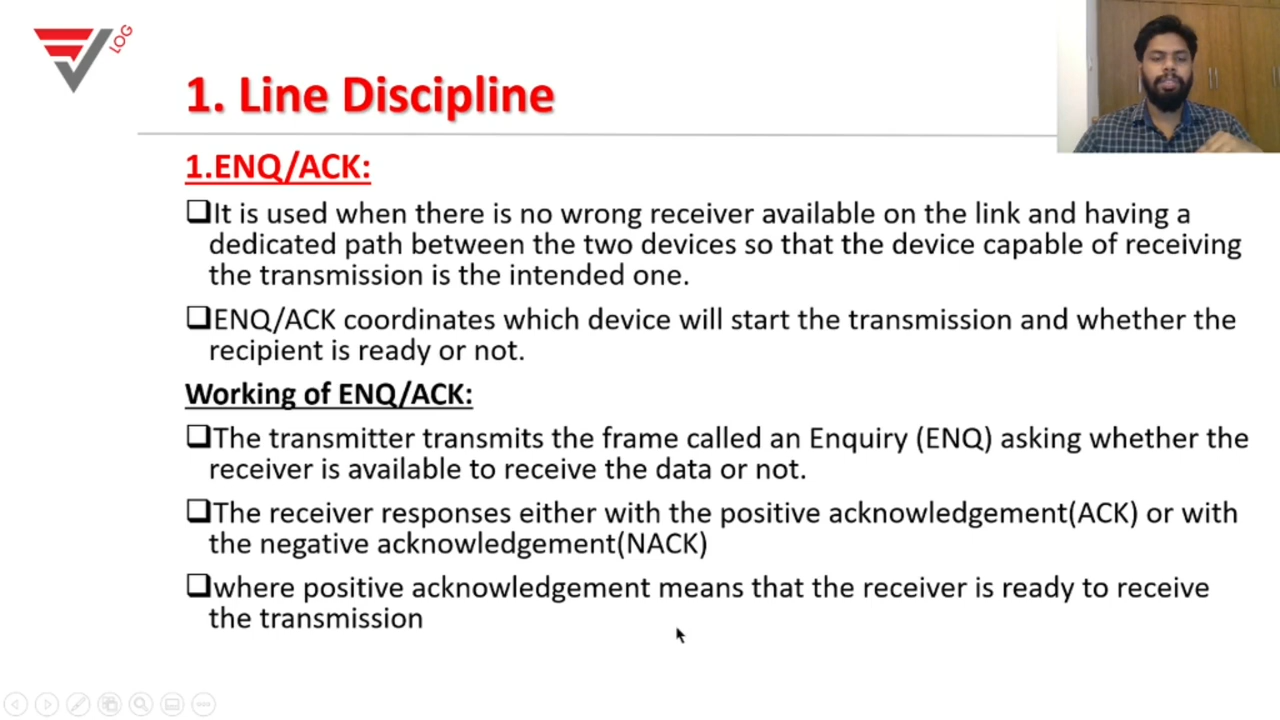 LOG
1. Line Discipline
1.ENQ/ACK:
❑It is used when there is no wrong receiver available on the link and having a
dedicated path between the two devices so that the device capable of receiving
the transmission is the intended one.
❑ENQ/ACK coordinates which device will start the transmission and whether the
recipient is ready or not.
Working of ENQ/ACK:
❑The transmitter transmits the frame called an Enquiry (ENQ) asking whether the
receiver is available to receive the data or not.
❑The receiver responses either with the positive acknowledgement(ACK) or with
the negative acknowledgement(NACK)
❑where positive acknowledgement means that the receiver is ready to receive
the transmission